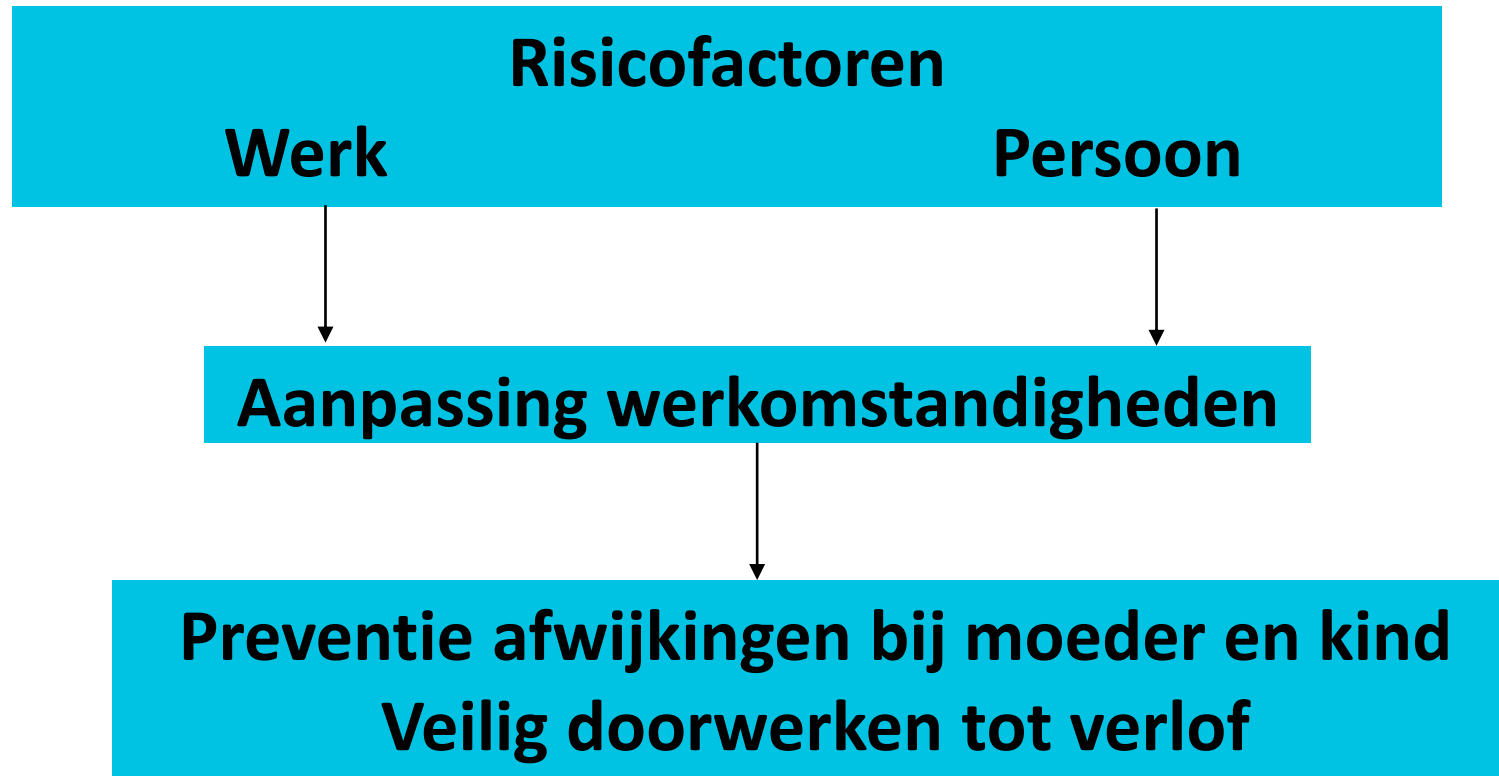 Risicofactoren
Werk Persoon
Aanpassing werkomstandigheden
Preventie afwijkingen bij moeder en kind
Veilig doorwerken tot verlof